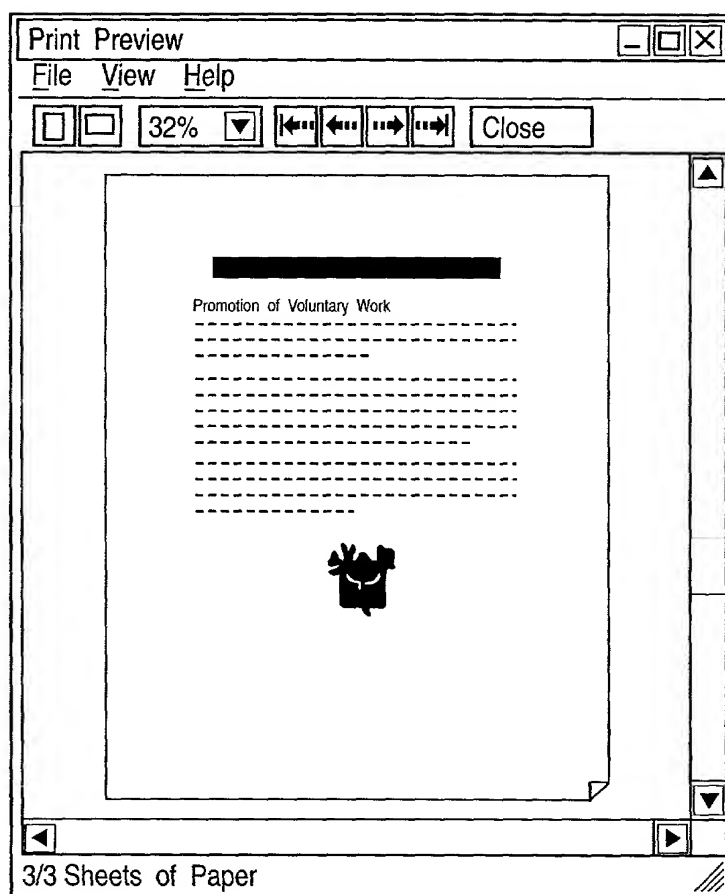 Print Preview
File View Help
32% Close
Promotion of Voluntary Work
3/3 Sheets of Paper